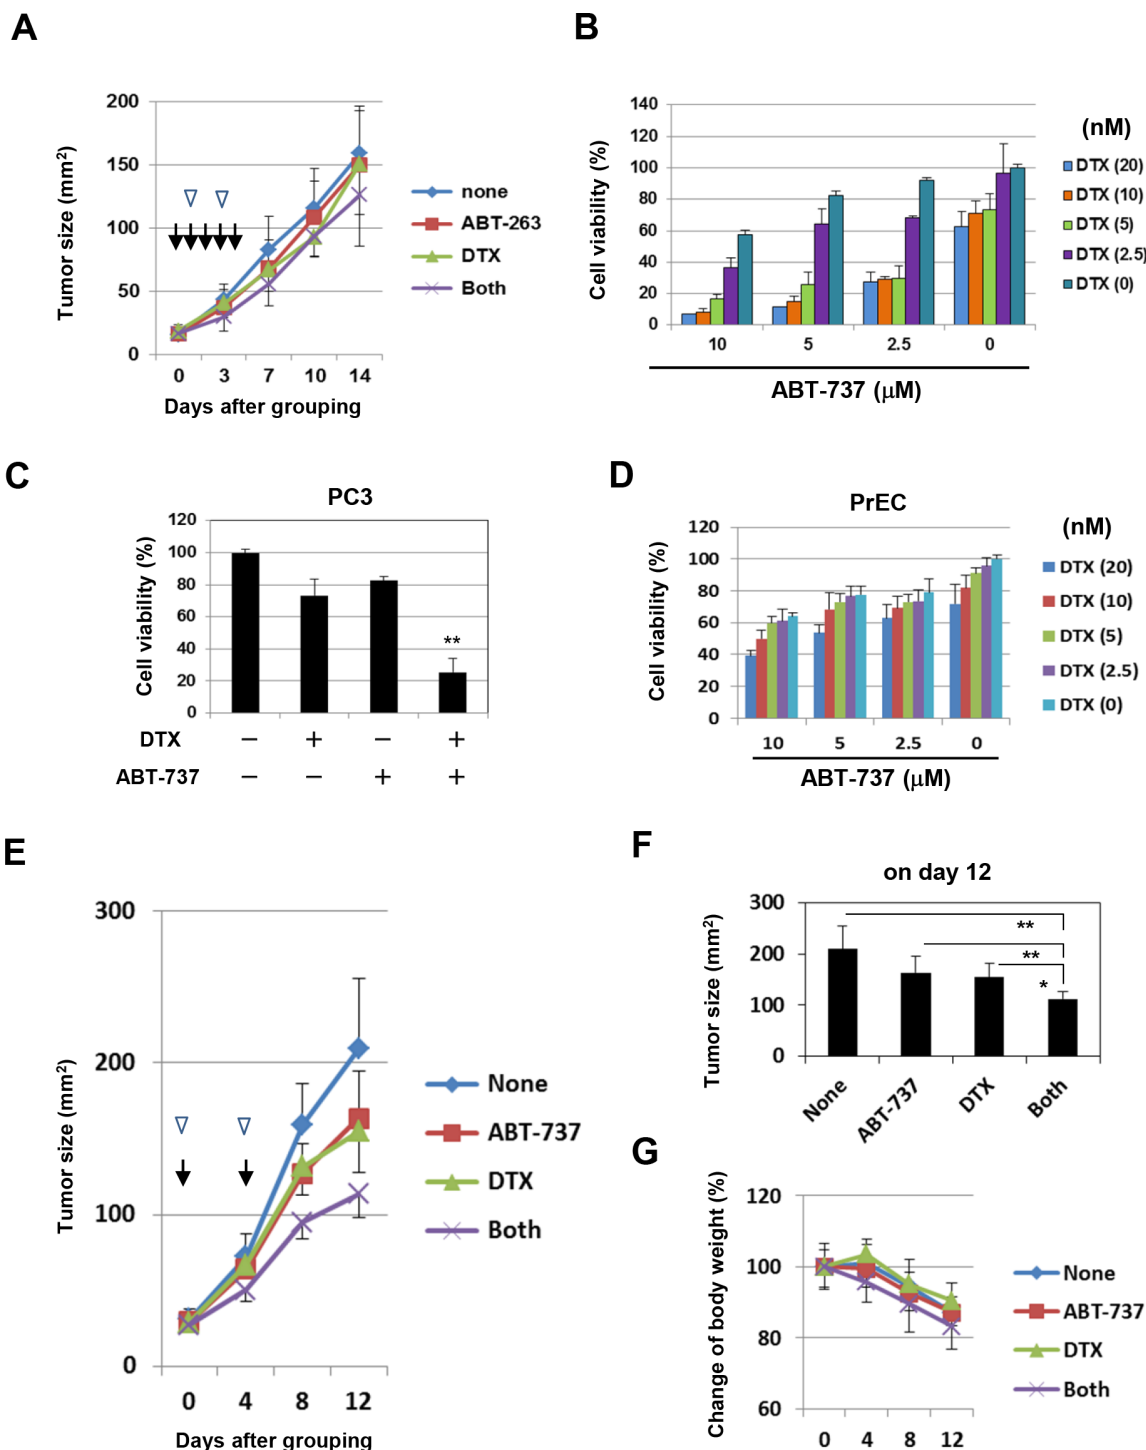 A
200
150
100
50
0
Tumor size (mm²)
0 3 7 10 14
Days after grouping
none
ABT-263
DTX
Both
B
140
120
100
80
60
40
20
0
Cell viability (%)
10 5 2.5 0
ABT-737 (μM)
(nM)
DTX (20)
DTX (10)
DTX (5)
DTX (2.5)
DTX (0)
C
PC3
120
100
80
60
40
20
0
Cell viability (%)
**
DTX − + − +
ABT-737 − − + +
D
PrEC
120
100
80
60
40
20
0
Cell viability (%)
10 5 2.5 0
ABT-737 (μM)
(nM)
DTX (20)
DTX (10)
DTX (5)
DTX (2.5)
DTX (0)
E
300
200
100
0
Tumor size (mm²)
0 4 8 12
Days after grouping
None
ABT-737
DTX
Both
F
on day 12
300
200
100
0
Tumor size (mm²)
**
**
*
None ABT-737 DTX Both
G
120
100
80
60
Change of body weight (%)
0 4 8 12
None
ABT-737
DTX
Both